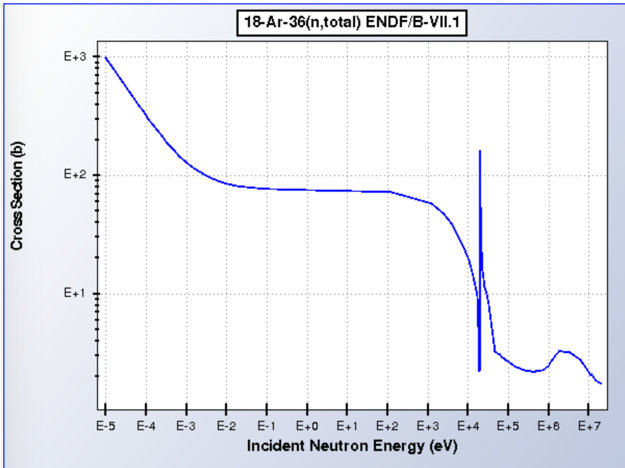 18-Ar-36(n,total) ENDF/B-VII.1
Cross Section (b)
E+3
E+2
E+1
E-5 E-4 E-3 E-2 E-1 E+0 E+1 E+2 E+3 E+4 E+5 E+6 E+7
Incident Neutron Energy (eV)